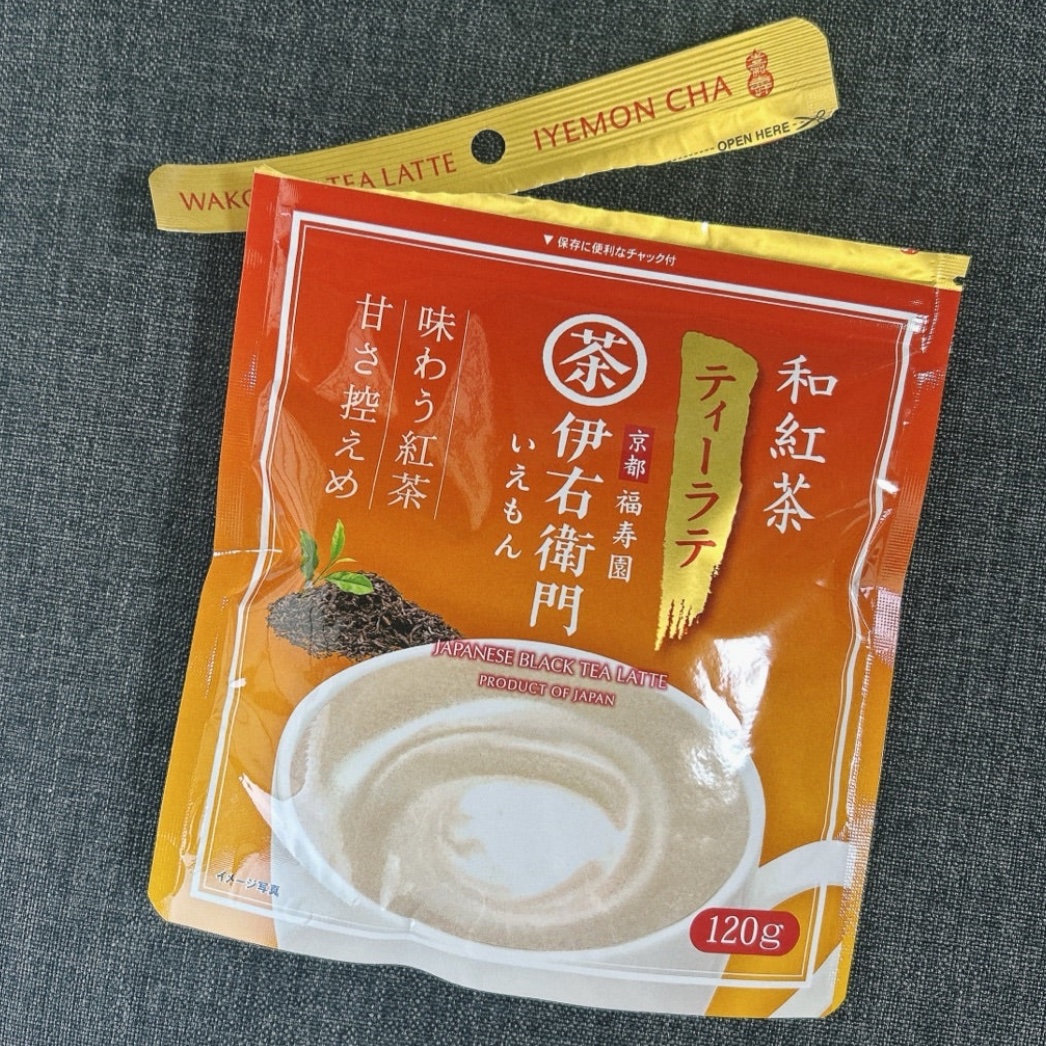 IYEMON CHA
TEA LATTE
OPEN HERE
▼保存に便利なチャック付
和紅茶
ティーラテ
京都
福寿園
茶
伊右衛門
いえもん
味わう紅茶
甘さ控えめ
JAPANESE BLACK TEA LATTE
PRODUCT OF JAPAN
イメージ写真
120g